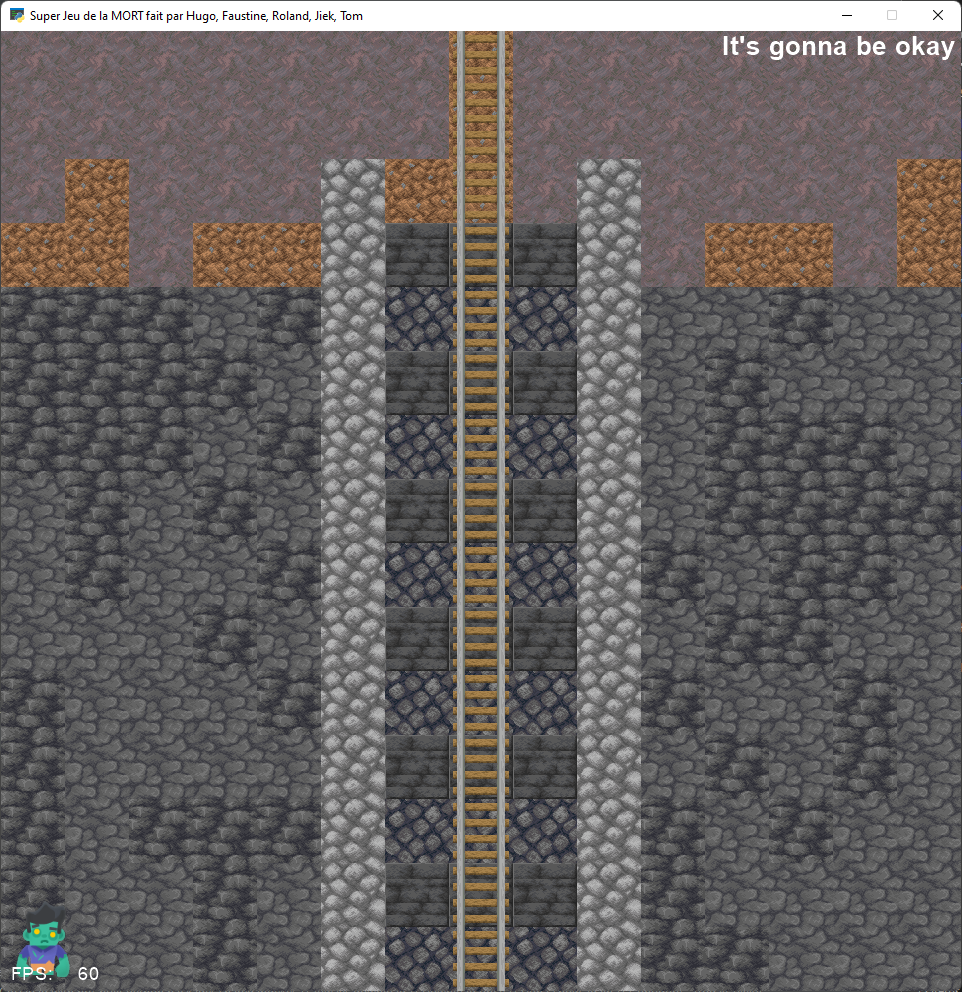 Super Jeu de la MORT fait par Hugo, Faustine, Roland, Jiek, Tom
It's gonna be okay
FPS: 60